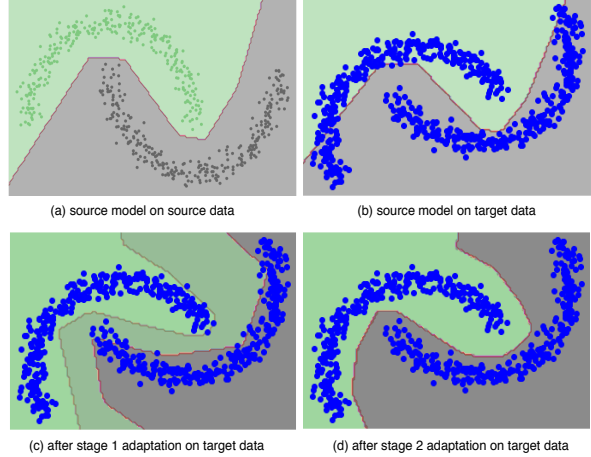 (a) source model on source data
(b) source model on target data
(c) after stage 1 adaptation on target data
(d) after stage 2 adaptation on target data